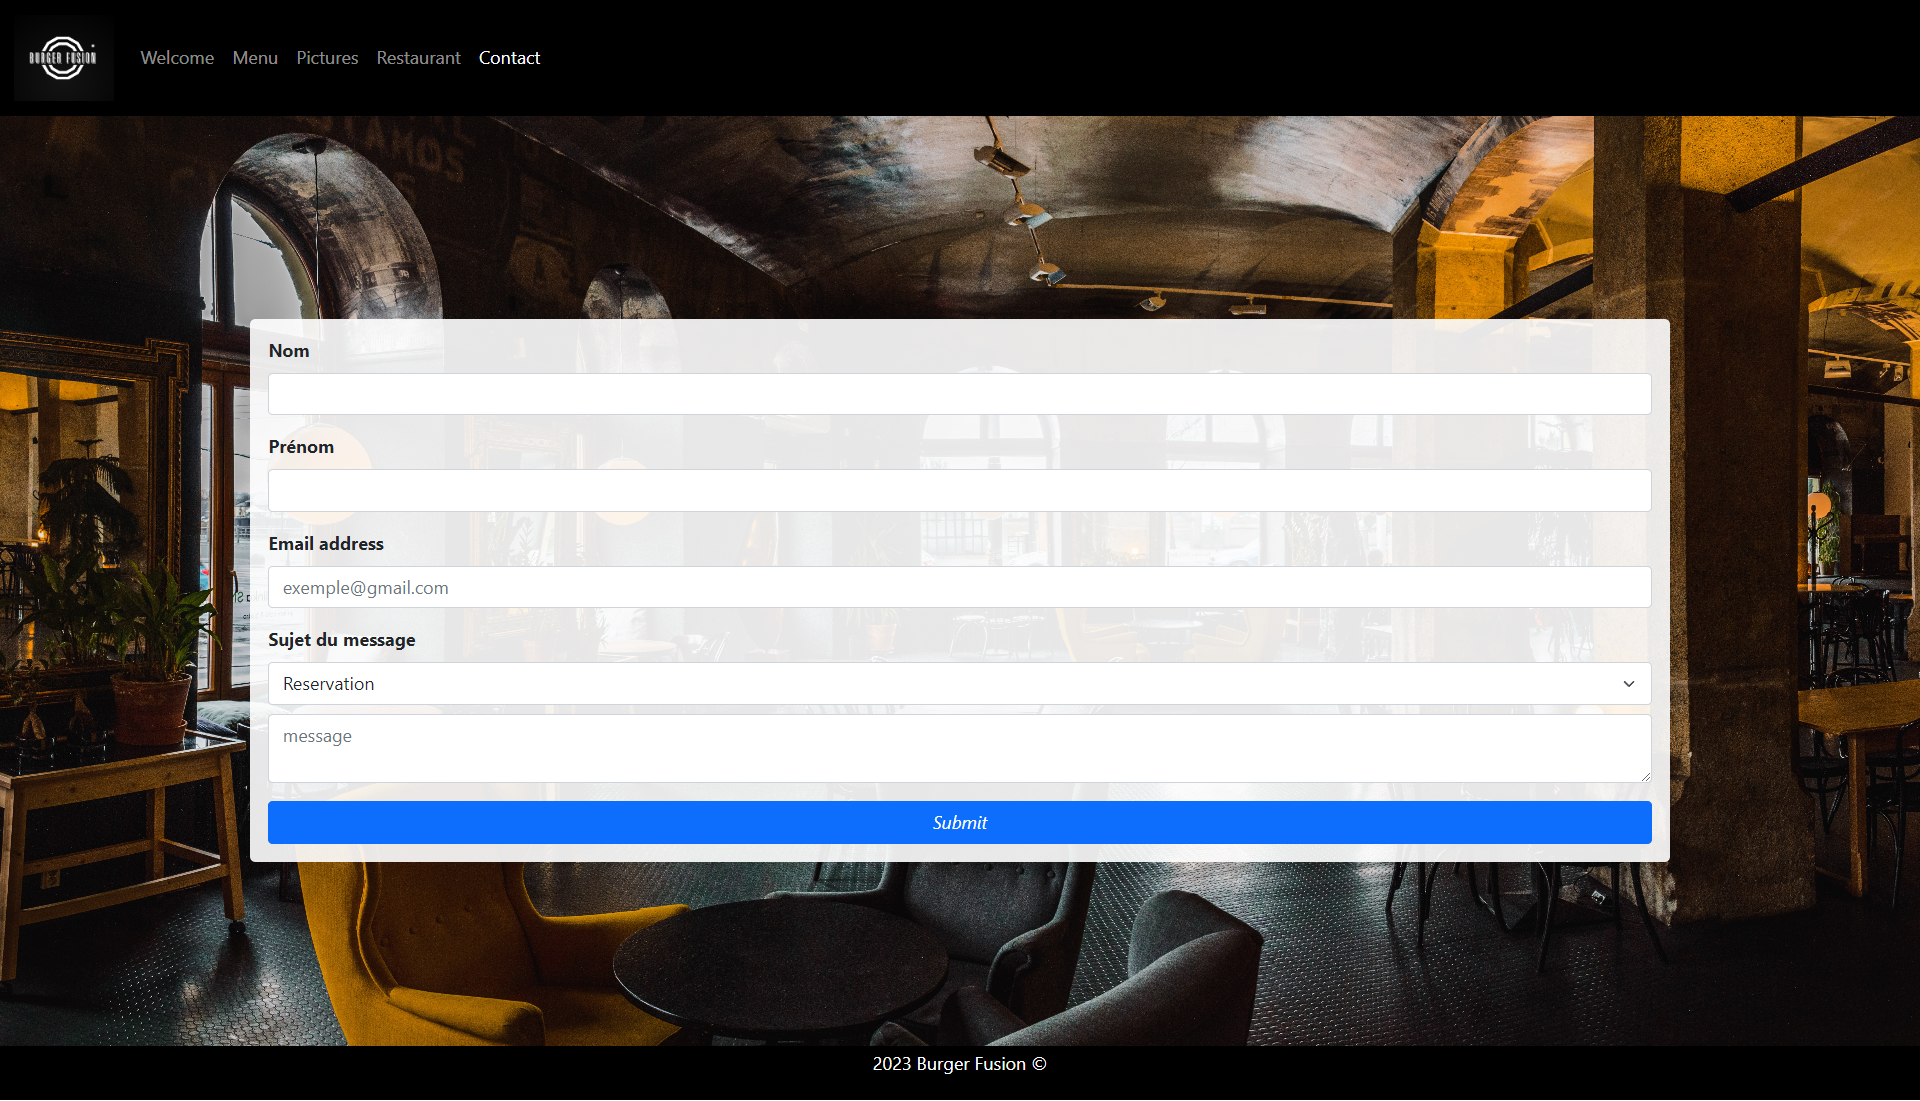 BURGER FUSION
Welcome Menu Pictures Restaurant Contact
Nom
Prénom
Email address
exemple@gmail.com
Sujet du message
Reservation
message
Submit
2023 Burger Fusion ©